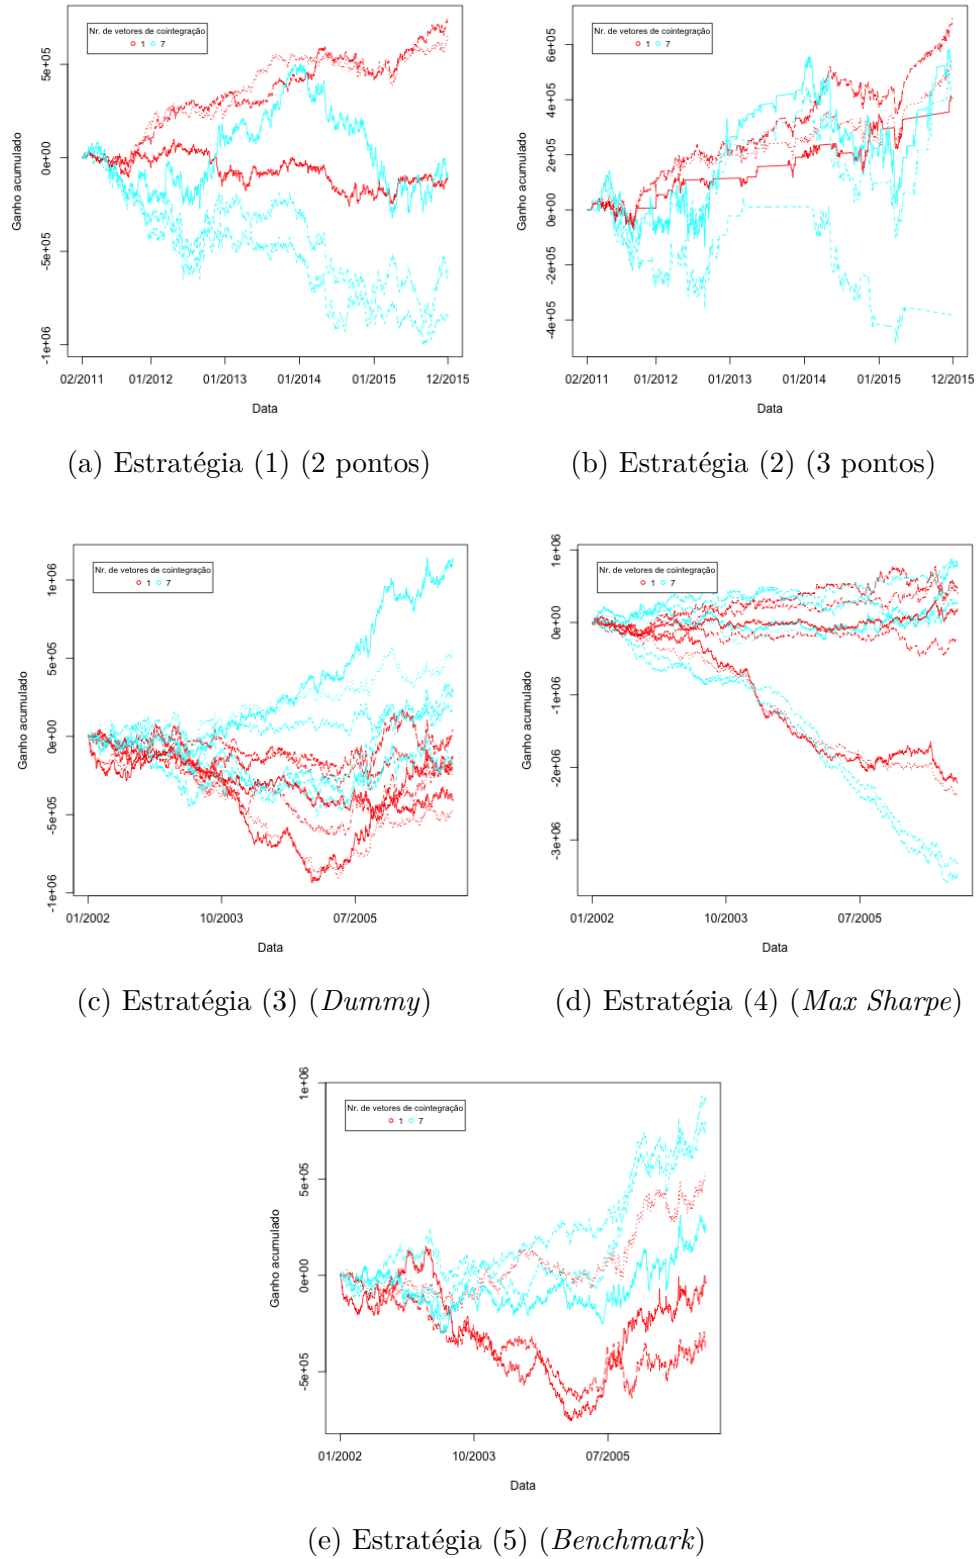 Nr. de vetores de cointegração
1 7
Ganho acumulado
5e+05
0e+00
-5e+05
-1e+06
02/2011 01/2012 01/2013 01/2014 01/2015 12/2015
Data
(a) Estratégia (1) (2 pontos)
Nr. de vetores de cointegração
1 7
Ganho acumulado
6e+05
4e+05
2e+05
0e+00
-2e+05
-4e+05
02/2011 01/2012 01/2013 01/2014 01/2015 12/2015
Data
(b) Estratégia (2) (3 pontos)
Nr. de vetores de cointegração
1 7
Ganho acumulado
1e+06
5e+05
0e+00
-5e+05
-1e+06
01/2002 10/2003 07/2005
Data
(c) Estratégia (3) (Dummy)
Nr. de vetores de cointegração
1 7
Ganho acumulado
1e+06
0e+00
-1e+06
-2e+06
-3e+06
01/2002 10/2003 07/2005
Data
(d) Estratégia (4) (Max Sharpe)
Nr. de vetores de cointegração
1 7
Ganho acumulado
1e+06
5e+05
0e+00
-5e+05
01/2002 10/2003 07/2005
Data
(e) Estratégia (5) (Benchmark)